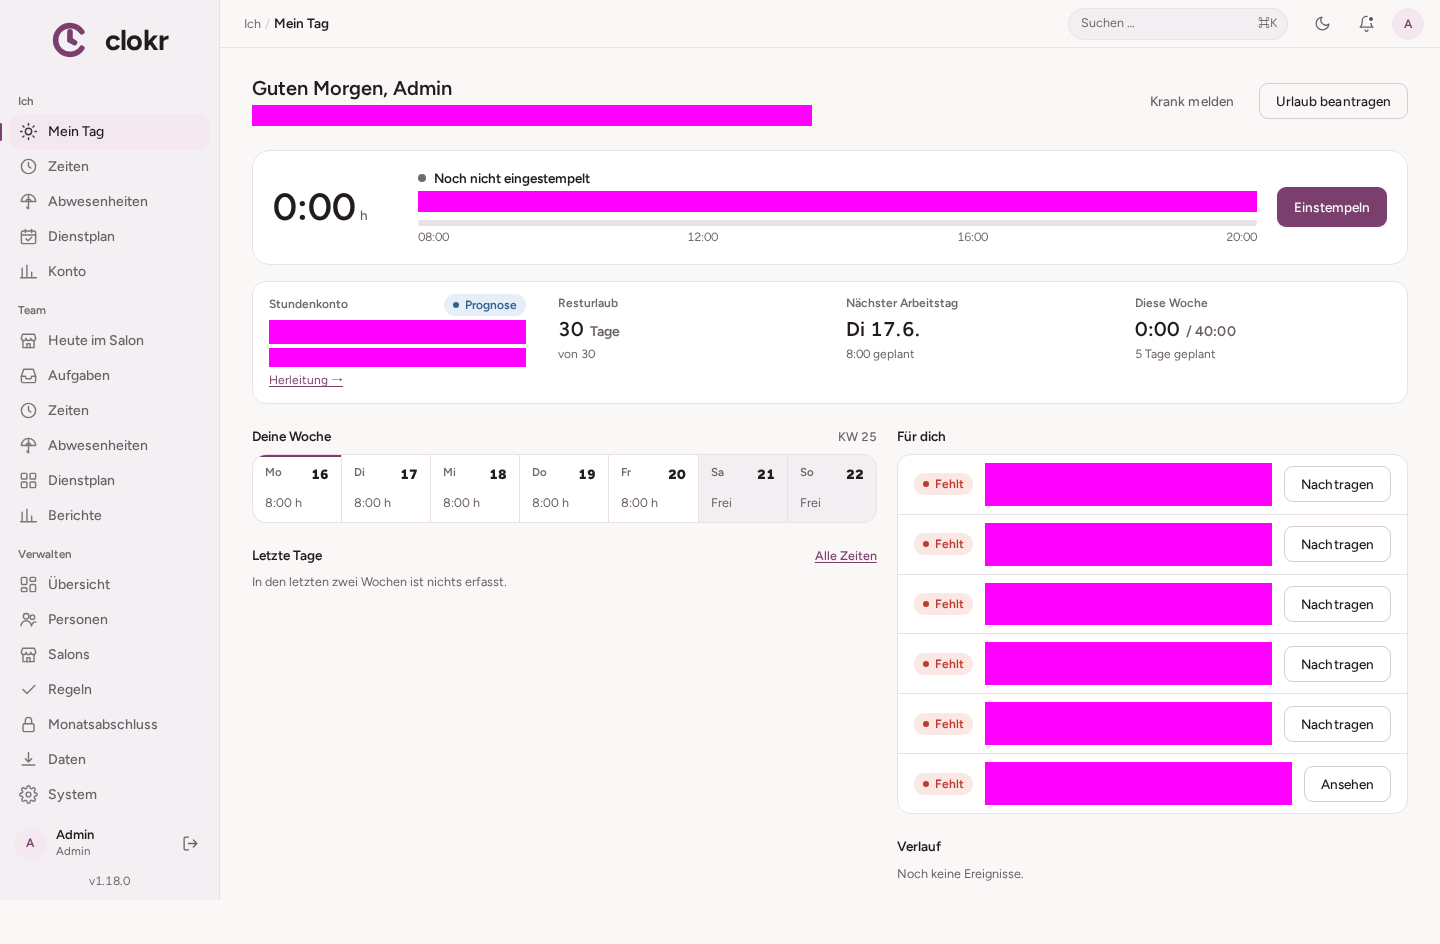 clokr
Ich / Mein Tag
Suchen ... ⌘K
A
Ich
Mein Tag
Zeiten
Abwesenheiten
Dienstplan
Konto
Team
Heute im Salon
Aufgaben
Zeiten
Abwesenheiten
Dienstplan
Berichte
Verwalten
Übersicht
Personen
Salons
Regeln
Monatsabschluss
Daten
System
A
Admin
Admin
v1.18.0
Guten Morgen, Admin
Krank melden
Urlaub beantragen
0:00 h
Noch nicht eingestempelt
08:00 12:00 16:00 20:00
Einstempeln
Stundenkonto
Prognose
Herleitung →
Resturlaub
30 Tage
von 30
Nächster Arbeitstag
Di 17.6.
8:00 geplant
Diese Woche
0:00 / 40:00
5 Tage geplant
Deine Woche KW 25
Mo 16 Di 17 Mi 18 Do 19 Fr 20 Sa 21 So 22
8:00 h 8:00 h 8:00 h 8:00 h 8:00 h Frei Frei
Letzte Tage Alle Zeiten
In den letzten zwei Wochen ist nichts erfasst.
Für dich
Fehlt Nachtragen
Fehlt Nachtragen
Fehlt Nachtragen
Fehlt Nachtragen
Fehlt Nachtragen
Fehlt Ansehen
Verlauf
Noch keine Ereignisse.